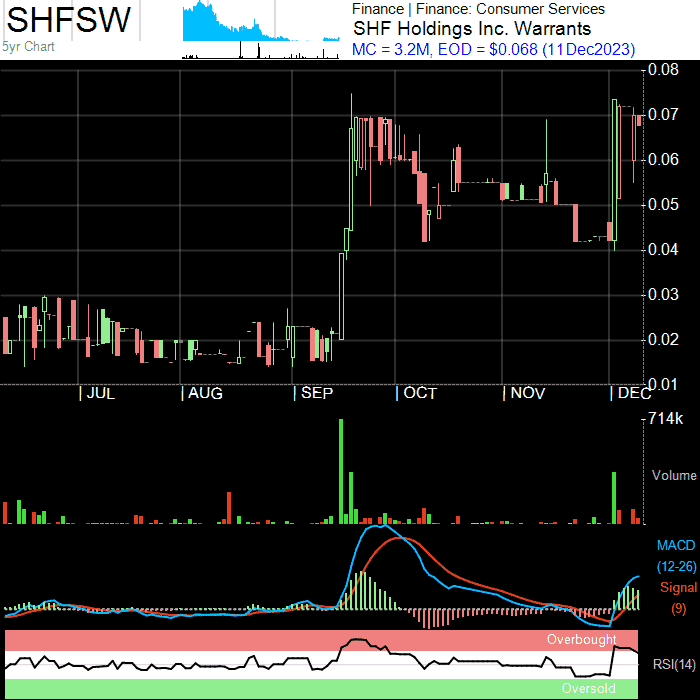 SHFSW
5yr Chart
Finance | Finance: Consumer Services
SHF Holdings Inc. Warrants
MC = 3.2M, EOD = $0.068 (11Dec2023)
0.08
0.07
0.06
0.05
0.04
0.03
0.02
0.01
JUL
AUG
SEP
OCT
NOV
DEC
714k
Volume
MACD
(12-26)
Signal
(9)
Overbought
RSI(14)
Oversold